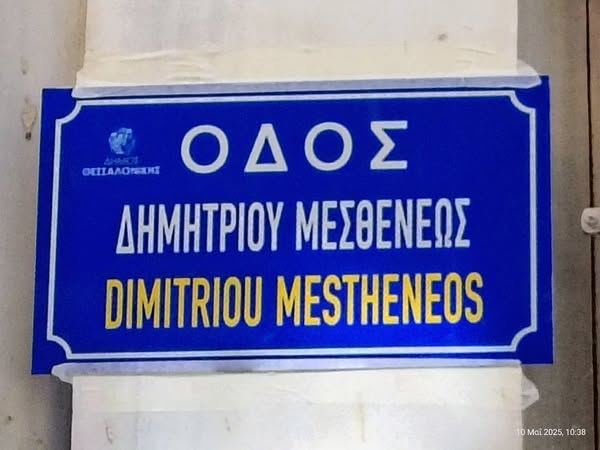 ΟΔΟΣ
ΔΗΜΟΣ
ΘΕΣΣΑΛΟΝΙΚΗΣ
ΔΗΜΗΤΡΙΟΥ ΜΕΣΘΕΝΕΩΣ
DIMITRIOU MESTHENEOS
10 Μαΐ 2025, 10:38